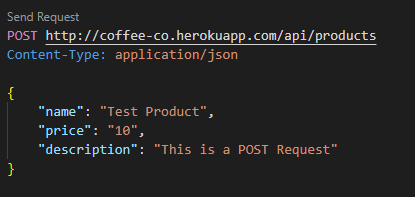 Send Request
POST http://coffee-co.herokuapp.com/api/products
Content-Type: application/json
{
"name": "Test Product",
"price": "10",
"description": "This is a POST Request"
}